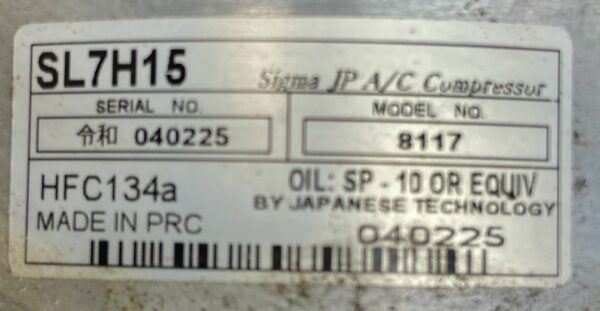 SL7H15 Sigma JP A/C Compressor
SERIAL NO. MODEL NO.
令和 040225 8117
HFC134a OIL: SP - 10 OR EQUIV
BY JAPANESE TECHNOLOGY
MADE IN PRC 040225